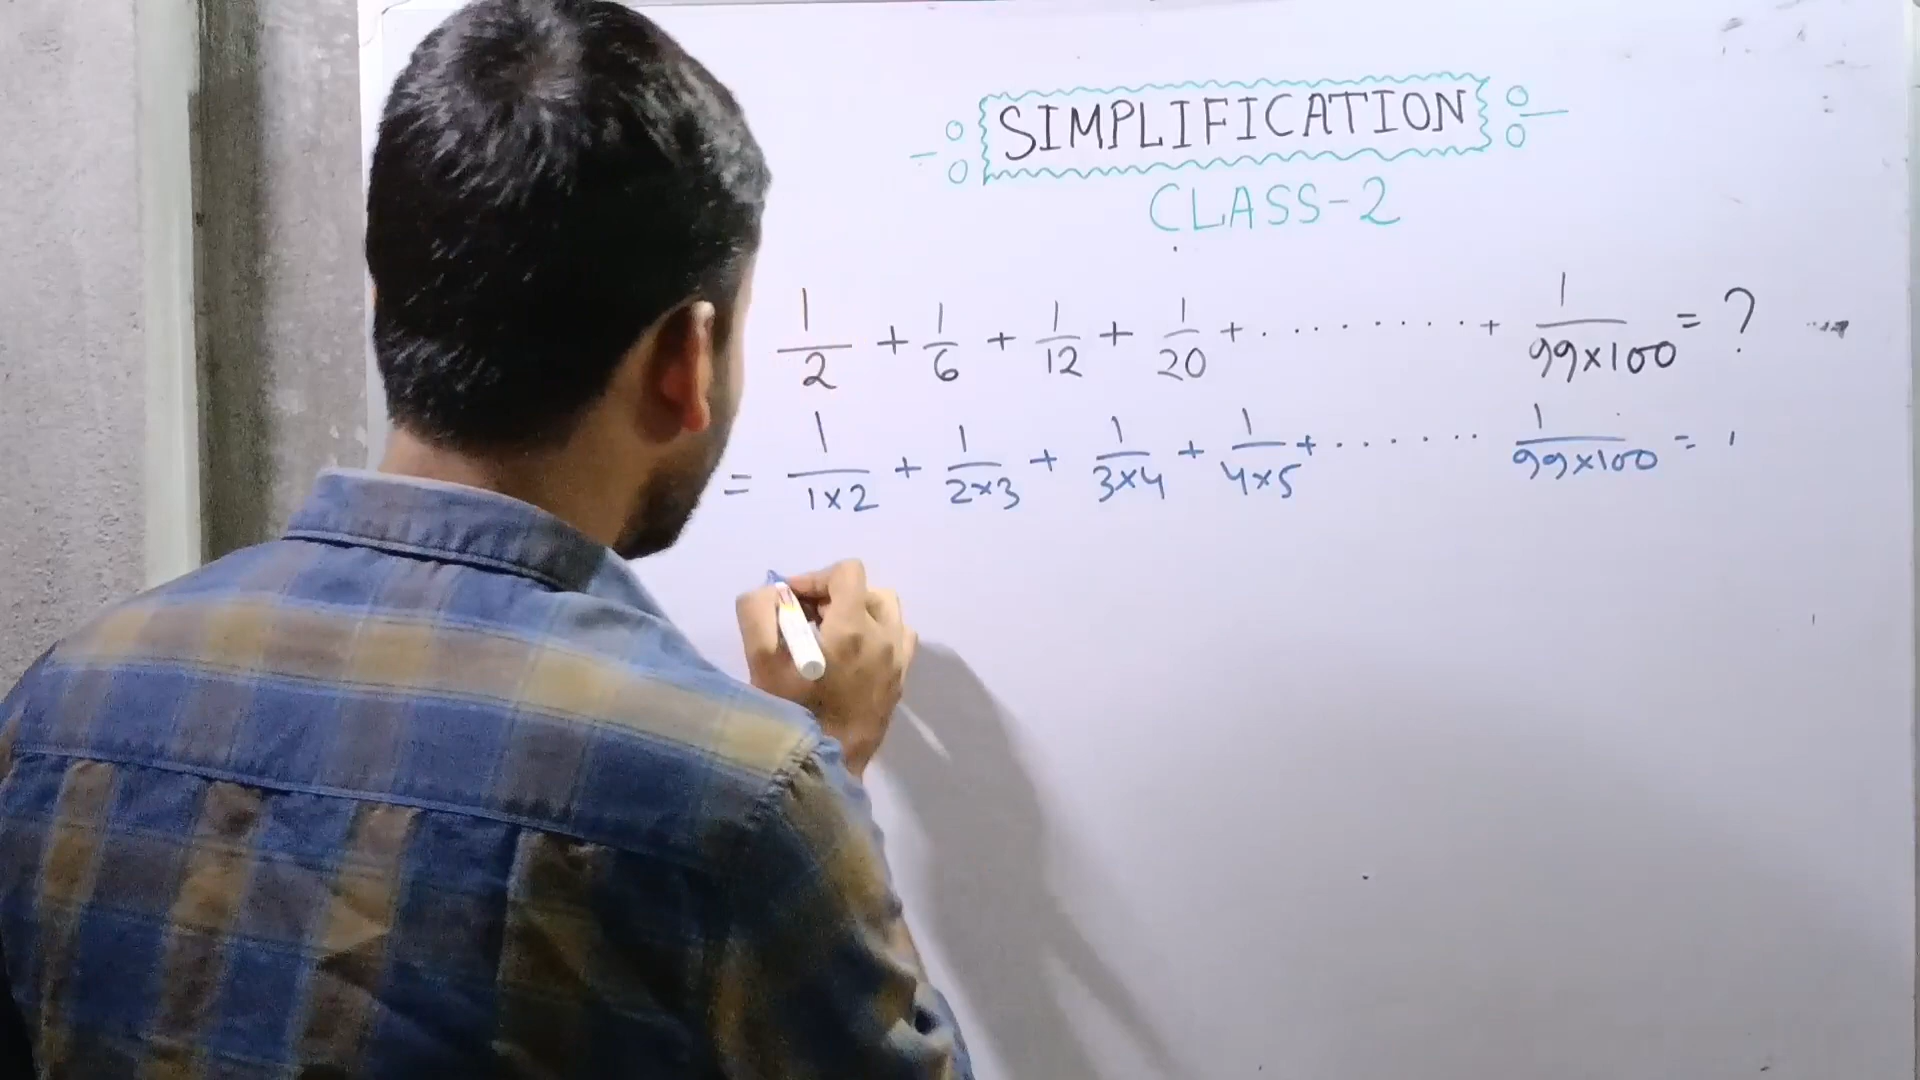 SIMPLIFICATION
CLASS-2
1/2 + 1/6 + 1/12 + 1/20 + ......... + 1/99×100 = ?
= 1/1×2 + 1/2×3 + 1/3×4 + 1/4×5 + ...... 1/99×100 =